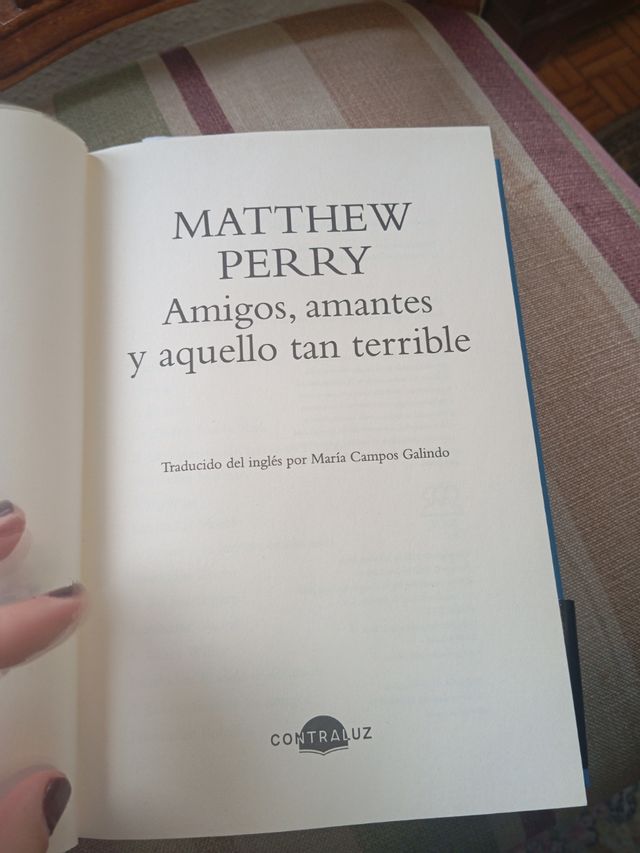 MATTHEW
PERRY
Amigos, amantes
y aquello tan terrible
Traducido del inglés por María Campos Galindo
CONTRALUZ